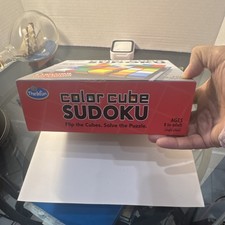 ThinkFun
color cube
SUDOKU
Flip the Cubes, Solve the Puzzle